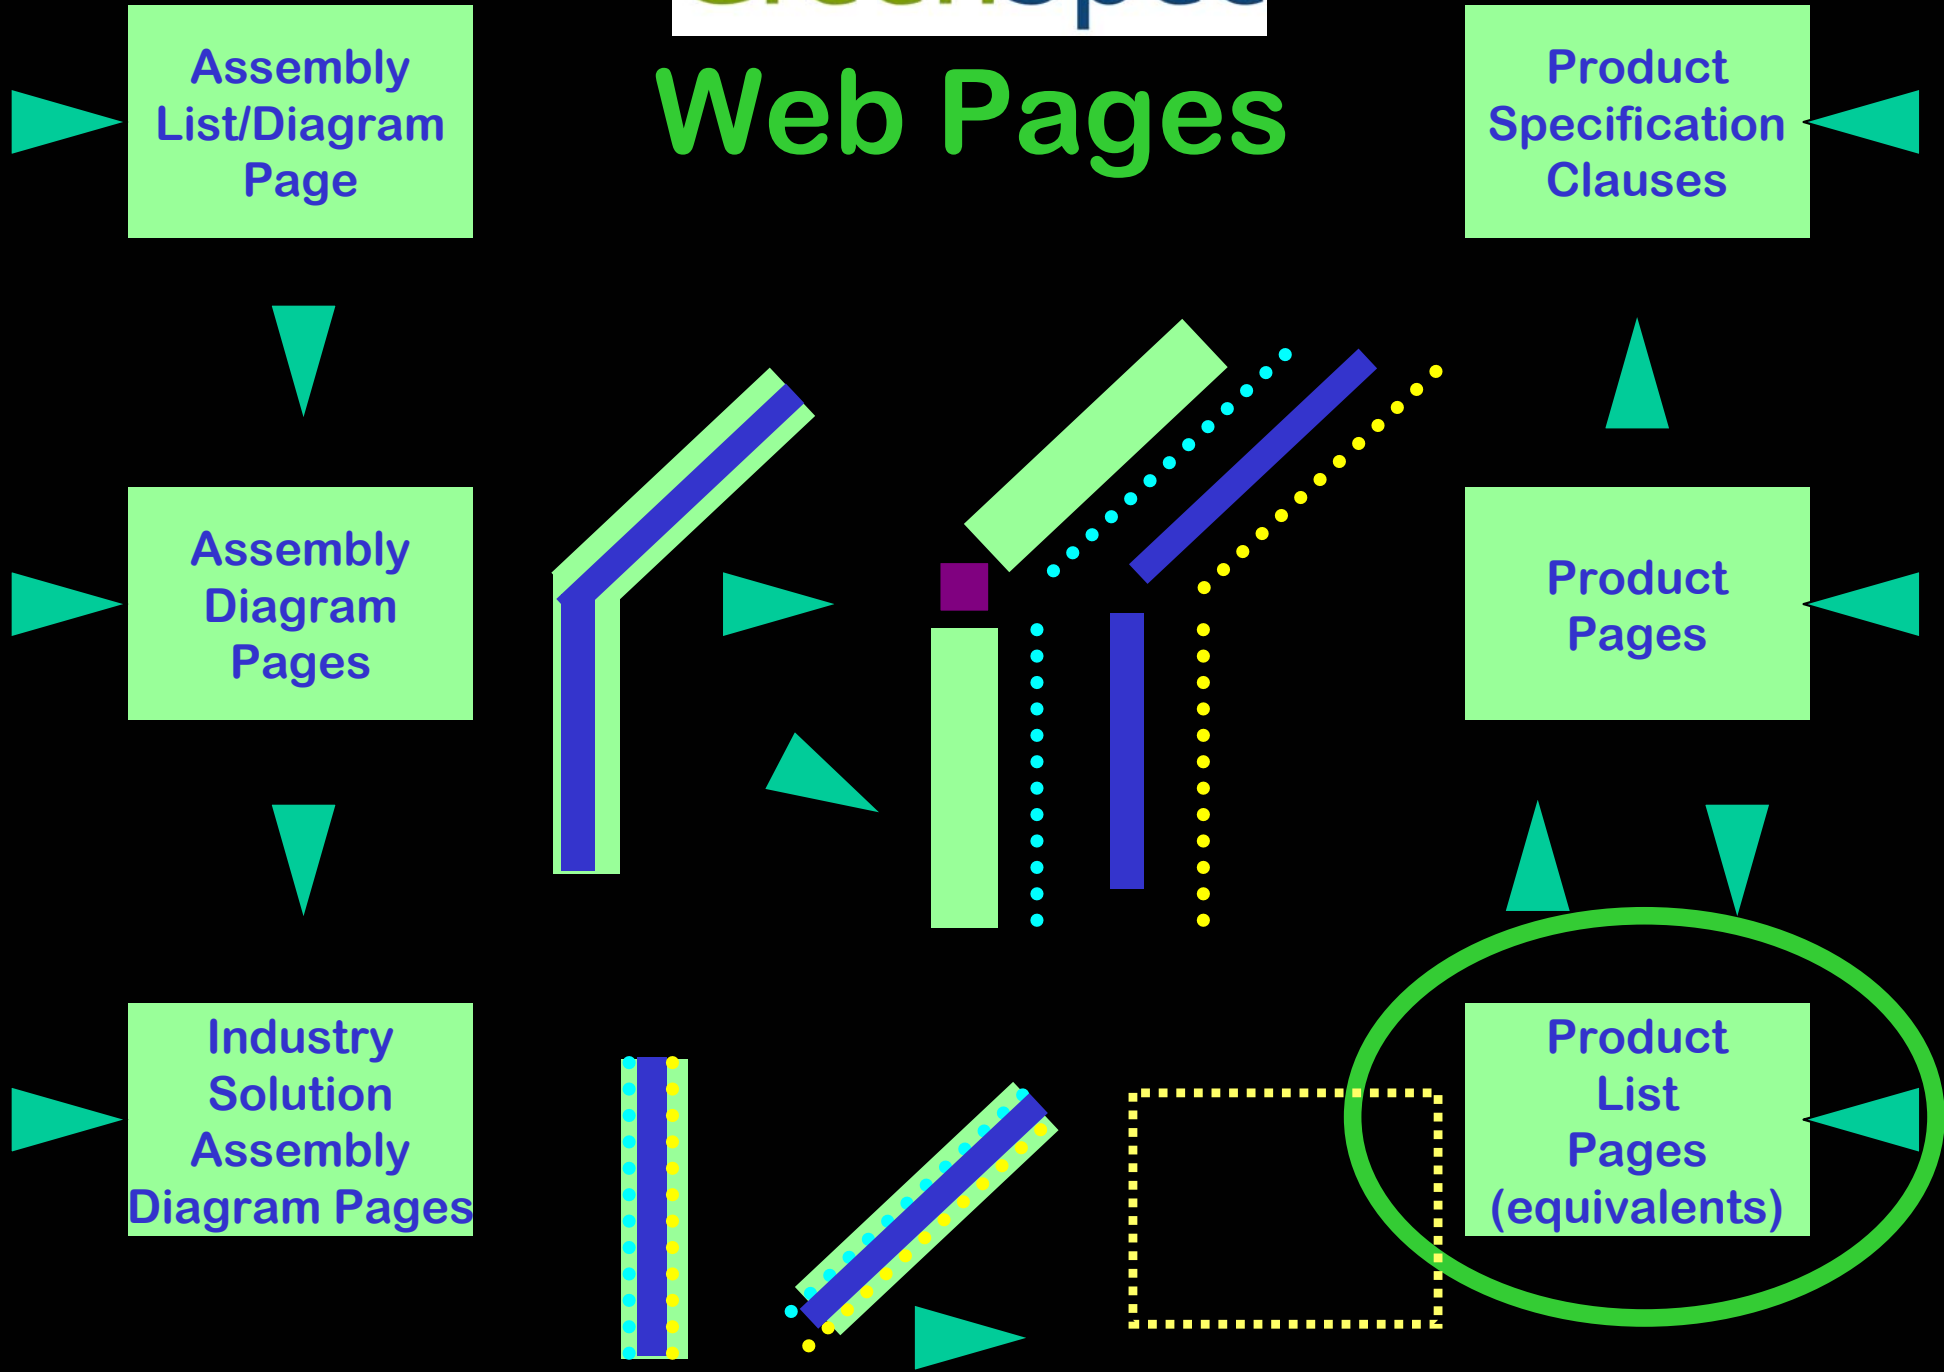 GreenSpec
Web Pages
Assembly
List/Diagram
Page
Product
Specification
Clauses
Assembly
Diagram
Pages
Product
Pages
Industry
Solution
Assembly
Diagram Pages
Product
List
Pages
(equivalents)